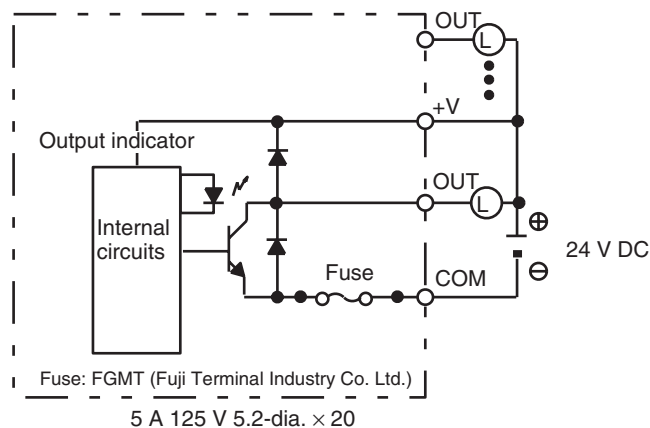 OUT
L
+V
Output indicator
OUT
L
Internal
circuits
⊕
24 V DC
⊖
Fuse
COM
Fuse: FGMT (Fuji Terminal Industry Co. Ltd.)
5 A 125 V 5.2-dia. × 20